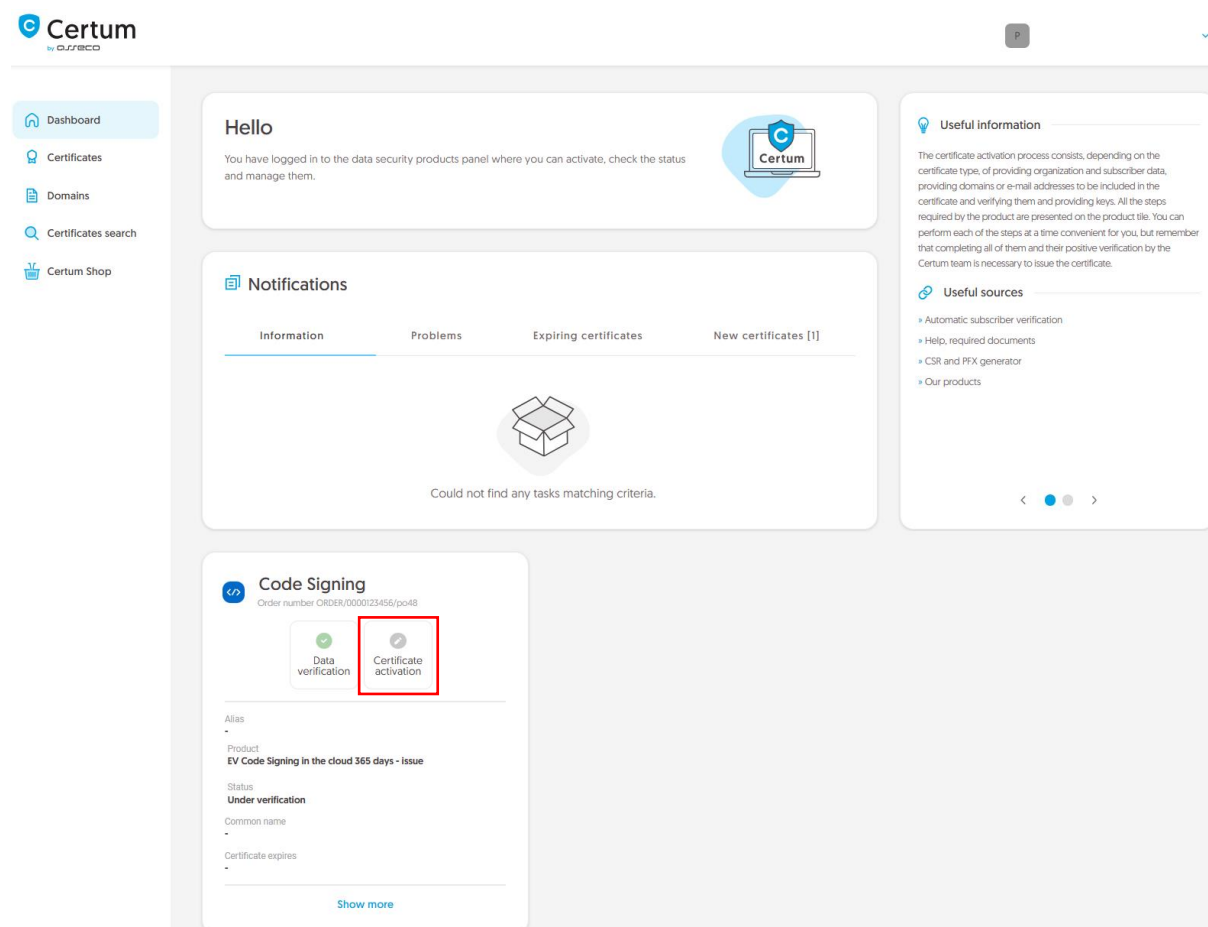 Certum
by asseco
P
Dashboard
Certificates
Domains
Certificates search
Certum Shop
Hello
You have logged in to the data security products panel where you can activate, check the status
and manage them.
Certum
Notifications
Information
Problems
Expiring certificates
New certificates [1]
Could not find any tasks matching criteria.
Useful information
The certificate activation process consists, depending on the
certificate type, of providing organization and subscriber data,
providing domains or e-mail addresses to be included in the
certificate and verifying them and providing keys. All the steps
required by the product are presented on the product tile. You can
perform each of the steps at a time convenient for you, but remember
that completing all of them and their positive verification by the
Certum team is necessary to issue the certificate.
Useful sources
» Automatic subscriber verification
» Help, required documents
» CSR and PFX generator
» Our products
Code Signing
Order number ORDER/0000123456/po48
Data
verification
Certificate
activation
Alias
-
Product
EV Code Signing in the cloud 365 days - issue
Status
Under verification
Common name
-
Certificate expires
-
Show more